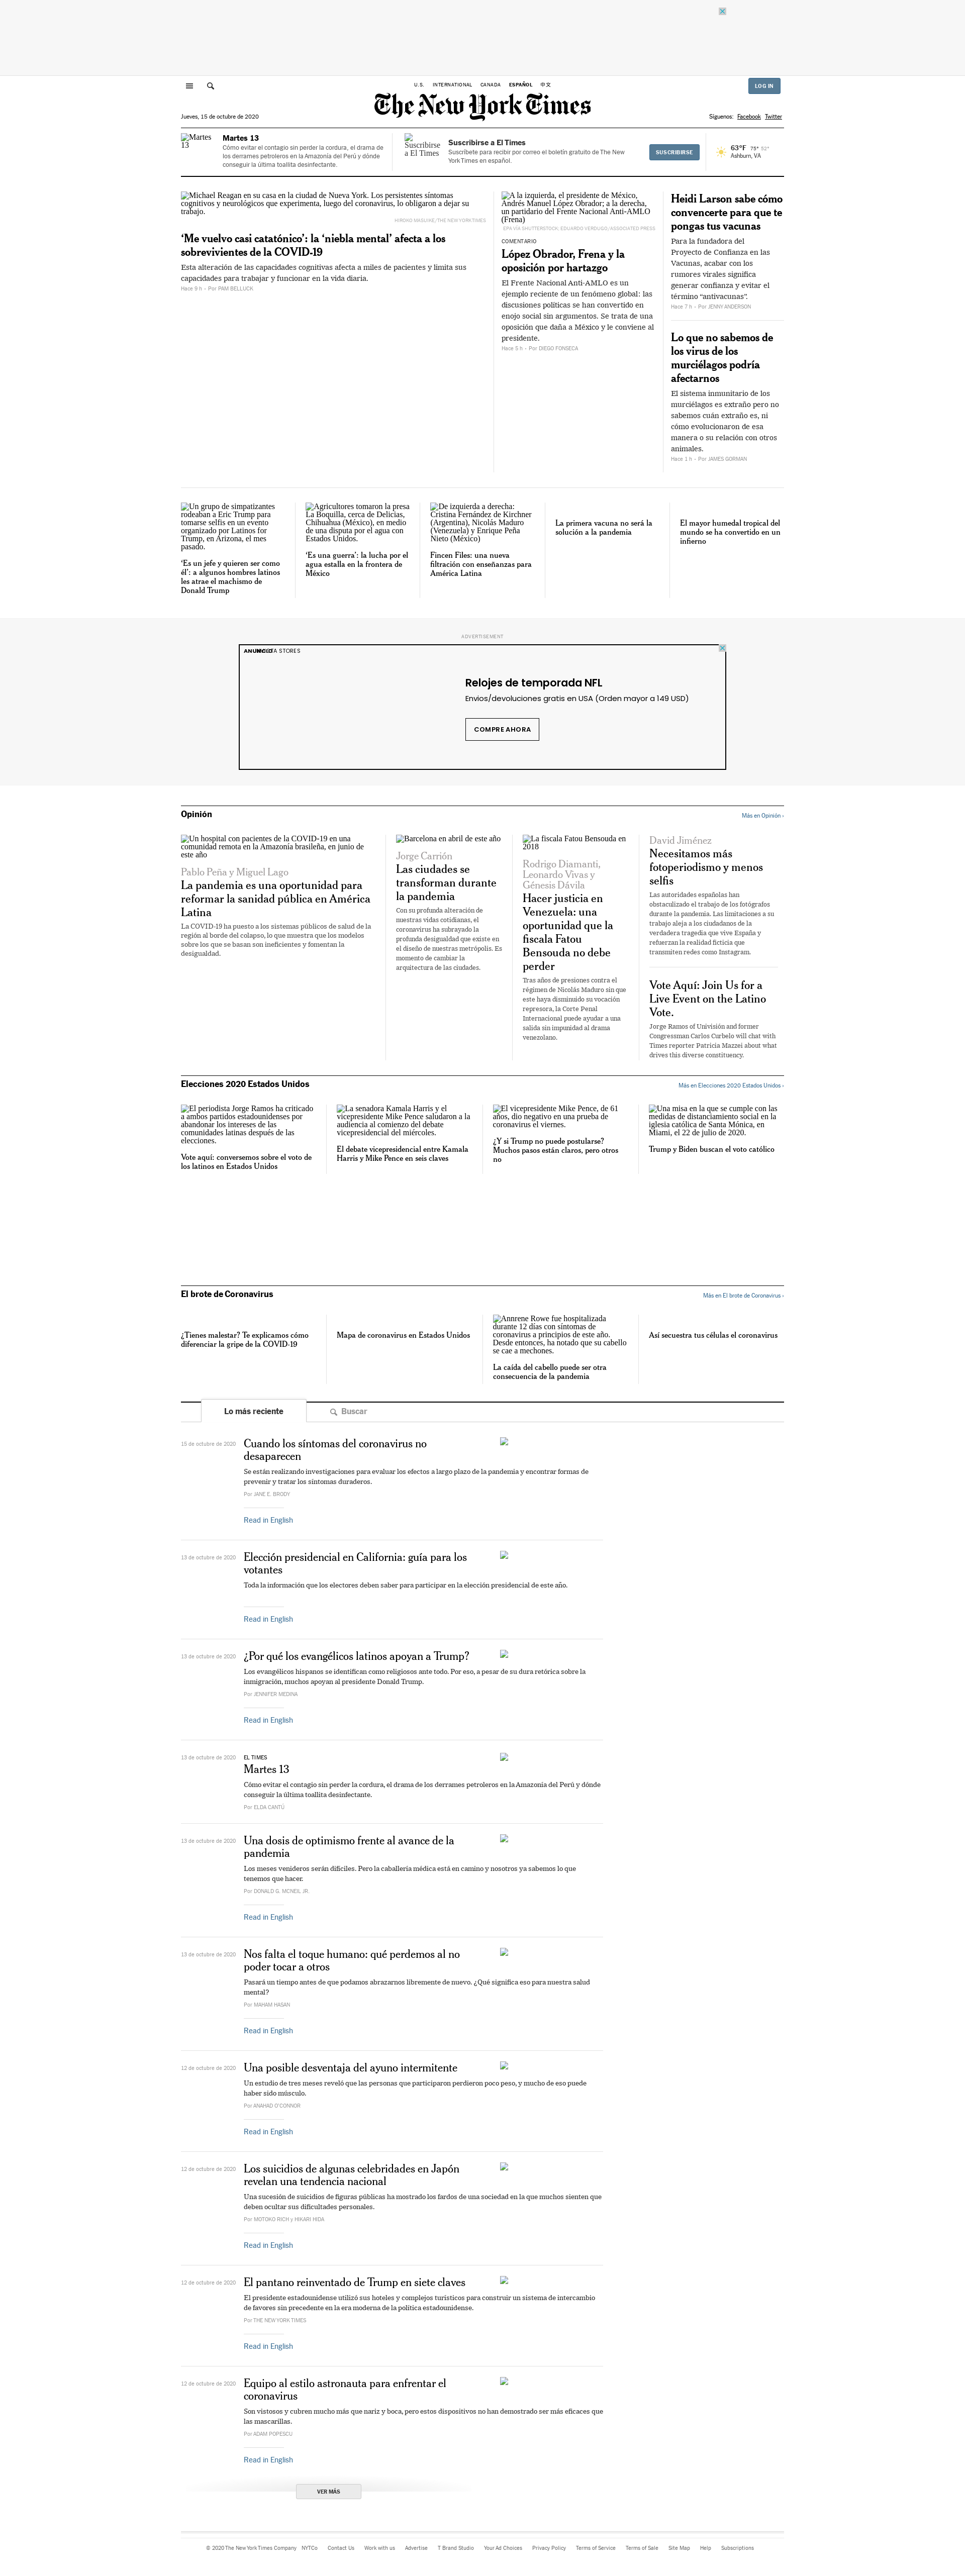 U.S. INTERNATIONAL CANADA ESPAÑOL 中文
LOG IN
The New York Times
Jueves, 15 de octubre de 2020
Síguenos: Facebook Twitter
Martes 13
Martes 13
Cómo evitar el contagio sin perder la cordura, el drama de
los derrames petroleros en la Amazonía del Perú y dónde
conseguir la última toallita desinfectante.
Suscribirse
a El Times
Suscribirse a El Times
Suscríbete para recibir por correo el boletín gratuito de The New
York Times en español.
SUSCRIBIRSE
63°F 75° 52°
Ashburn, VA
Michael Reagan en su casa en la ciudad de Nueva York. Los persistentes síntomas
cognitivos y neurológicos que experimenta, luego del coronavirus, lo obligaron a dejar su
trabajo.
HIROKO MASUIKE/THE NEW YORK TIMES
‘Me vuelvo casi catatónico’: la ‘niebla mental’ afecta a los
sobrevivientes de la COVID-19
Esta alteración de las capacidades cognitivas afecta a miles de pacientes y limita sus
capacidades para trabajar y funcionar en la vida diaria.
Hace 9 h – Por PAM BELLUCK
A la izquierda, el presidente de México,
Andrés Manuel López Obrador; a la derecha,
un partidario del Frente Nacional Anti-AMLO
(Frena)
EPA VÍA SHUTTERSTOCK, EDUARDO VERDUGO/ASSOCIATED PRESS
COMENTARIO
López Obrador, Frena y la
oposición por hartazgo
El Frente Nacional Anti-AMLO es un
ejemplo reciente de un fenómeno global: las
discusiones políticas se han convertido en
enojo social sin argumentos. Se trata de una
oposición que daña a México y le conviene al
presidente.
Hace 5 h – Por DIEGO FONSECA
Heidi Larson sabe cómo
convencerte para que te
pongas tus vacunas
Para la fundadora del
Proyecto de Confianza en las
Vacunas, acabar con los
rumores virales significa
generar confianza y evitar el
término “antivacunas”.
Hace 7 h – Por JENNY ANDERSON
Lo que no sabemos de
los virus de los
murciélagos podría
afectarnos
El sistema inmunitario de los
murciélagos es extraño pero no
sabemos cuán extraño es, ni
cómo evolucionaron de esa
manera o su relación con otros
animales.
Hace 1 h – Por JAMES GORMAN
Un grupo de simpatizantes
rodeaban a Eric Trump para
tomarse selfis en un evento
organizado por Latinos for
Trump, en Arizona, el mes
pasado.
‘Es un jefe y quieren ser como
él’: a algunos hombres latinos
les atrae el machismo de
Donald Trump
Agricultores tomaron la presa
La Boquilla, cerca de Delicias,
Chihuahua (México), en medio
de una disputa por el agua con
Estados Unidos.
‘Es una guerra’: la lucha por el
agua estalla en la frontera de
México
De izquierda a derecha:
Cristina Fernández de Kirchner
(Argentina), Nicolás Maduro
(Venezuela) y Enrique Peña
Nieto (México)
Fincen Files: una nueva
filtración con enseñanzas para
América Latina
La primera vacuna no será la
solución a la pandemia
El mayor humedal tropical del
mundo se ha convertido en un
infierno
ADVERTISEMENT
STORES
Relojes de temporada NFL
Envios/devoluciones gratis en USA (Orden mayor a 149 USD)
COMPRE AHORA
Opinión
Más en Opinión ›
Un hospital con pacientes de la COVID-19 en una
comunidad remota en la Amazonía brasileña, en junio de
este año
Pablo Peña y Miguel Lago
La pandemia es una oportunidad para
reformar la sanidad pública en América
Latina
La COVID-19 ha puesto a los sistemas públicos de salud de la
región al borde del colapso, lo que muestra que los modelos
sobre los que se basan son ineficientes y fomentan la
desigualdad.
Barcelona en abril de este año
Jorge Carrión
Las ciudades se
transforman durante
la pandemia
Con su profunda alteración de
nuestras vidas cotidianas, el
coronavirus ha subrayado la
profunda desigualdad que existe en
el diseño de nuestras metrópolis. Es
momento de cambiar la
arquitectura de las ciudades.
La fiscala Fatou Bensouda en
2018
Rodrigo Diamanti,
Leonardo Vivas y
Génesis Dávila
Hacer justicia en
Venezuela: una
oportunidad que la
fiscala Fatou
Bensouda no debe
perder
Tras años de presiones contra el
régimen de Nicolás Maduro sin que
este haya disminuido su vocación
represora, la Corte Penal
Internacional puede ayudar a una
salida sin impunidad al drama
venezolano.
David Jiménez
Necesitamos más
fotoperiodismo y menos
selfis
Las autoridades españolas han
obstaculizado el trabajo de los fotógrafos
durante la pandemia. Las limitaciones a su
trabajo aleja a los ciudadanos de la
verdadera tragedia que vive España y
refuerzan la realidad ficticia que
transmiten redes como Instagram.
Vote Aquí: Join Us for a
Live Event on the Latino
Vote.
Jorge Ramos of Univisión and former
Congressman Carlos Curbelo will chat with
Times reporter Patricia Mazzei about what
drives this diverse constituency.
Elecciones 2020 Estados Unidos
Más en Elecciones 2020 Estados Unidos ›
El periodista Jorge Ramos ha criticado
a ambos partidos estadounidenses por
abandonar los intereses de las
comunidades latinas después de las
elecciones.
Vote aquí: conversemos sobre el voto de
los latinos en Estados Unidos
La senadora Kamala Harris y el
vicepresidente Mike Pence saludaron a la
audiencia al comienzo del debate
vicepresidencial del miércoles.
El debate vicepresidencial entre Kamala
Harris y Mike Pence en seis claves
El vicepresidente Mike Pence, de 61
años, dio negativo en una prueba de
coronavirus el viernes.
¿Y si Trump no puede postularse?
Muchos pasos están claros, pero otros
no
Una misa en la que se cumple con las
medidas de distanciamiento social en la
iglesia católica de Santa Mónica, en
Miami, el 22 de julio de 2020.
Trump y Biden buscan el voto católico
El brote de Coronavirus
Más en El brote de Coronavirus ›
¿Tienes malestar? Te explicamos cómo
diferenciar la gripe de la COVID-19
Mapa de coronavirus en Estados Unidos
Annrene Rowe fue hospitalizada
durante 12 días con síntomas de
coronavirus a principios de este año.
Desde entonces, ha notado que su cabello
se cae a mechones.
La caída del cabello puede ser otra
consecuencia de la pandemia
Así secuestra tus células el coronavirus
Lo más reciente
Buscar
15 de octubre de 2020
Cuando los síntomas del coronavirus no
desaparecen
Se están realizando investigaciones para evaluar los efectos a largo plazo de la pandemia y encontrar formas de
prevenir y tratar los síntomas duraderos.
Por JANE E. BRODY
Read in English
13 de octubre de 2020
Elección presidencial en California: guía para los
votantes
Toda la información que los electores deben saber para participar en la elección presidencial de este año.
Read in English
13 de octubre de 2020
¿Por qué los evangélicos latinos apoyan a Trump?
Los evangélicos hispanos se identifican como religiosos ante todo. Por eso, a pesar de su dura retórica sobre la
inmigración, muchos apoyan al presidente Donald Trump.
Por JENNIFER MEDINA
Read in English
13 de octubre de 2020
EL TIMES
Martes 13
Cómo evitar el contagio sin perder la cordura, el drama de los derrames petroleros en la Amazonía del Perú y dónde
conseguir la última toallita desinfectante.
Por ELDA CANTÚ
13 de octubre de 2020
Una dosis de optimismo frente al avance de la
pandemia
Los meses venideros serán difíciles. Pero la caballería médica está en camino y nosotros ya sabemos lo que
tenemos que hacer.
Por DONALD G. MCNEIL JR.
Read in English
13 de octubre de 2020
Nos falta el toque humano: qué perdemos al no
poder tocar a otros
Pasará un tiempo antes de que podamos abrazarnos libremente de nuevo. ¿Qué significa eso para nuestra salud
mental?
Por MAHAM HASAN
Read in English
12 de octubre de 2020
Una posible desventaja del ayuno intermitente
Un estudio de tres meses reveló que las personas que participaron perdieron poco peso, y mucho de eso puede
haber sido músculo.
Por ANAHAD O’CONNOR
Read in English
12 de octubre de 2020
Los suicidios de algunas celebridades en Japón
revelan una tendencia nacional
Una sucesión de suicidios de figuras públicas ha mostrado los fardos de una sociedad en la que muchos sienten que
deben ocultar sus dificultades personales.
Por MOTOKO RICH y HIKARI HIDA
Read in English
12 de octubre de 2020
El pantano reinventado de Trump en siete claves
El presidente estadounidense utilizó sus hoteles y complejos turísticos para construir un sistema de intercambio
de favores sin precedente en la era moderna de la política estadounidense.
Por THE NEW YORK TIMES
Read in English
12 de octubre de 2020
Equipo al estilo astronauta para enfrentar el
coronavirus
Son vistosos y cubren mucho más que nariz y boca, pero estos dispositivos no han demostrado ser más eficaces que
las mascarillas.
Por ADAM POPESCU
Read in English
VER MÁS
© 2020 The New York Times Company NYTCo Contact Us Work with us Advertise T Brand Studio Your Ad Choices Privacy Policy Terms of Service Terms of Sale Site Map Help Subscriptions